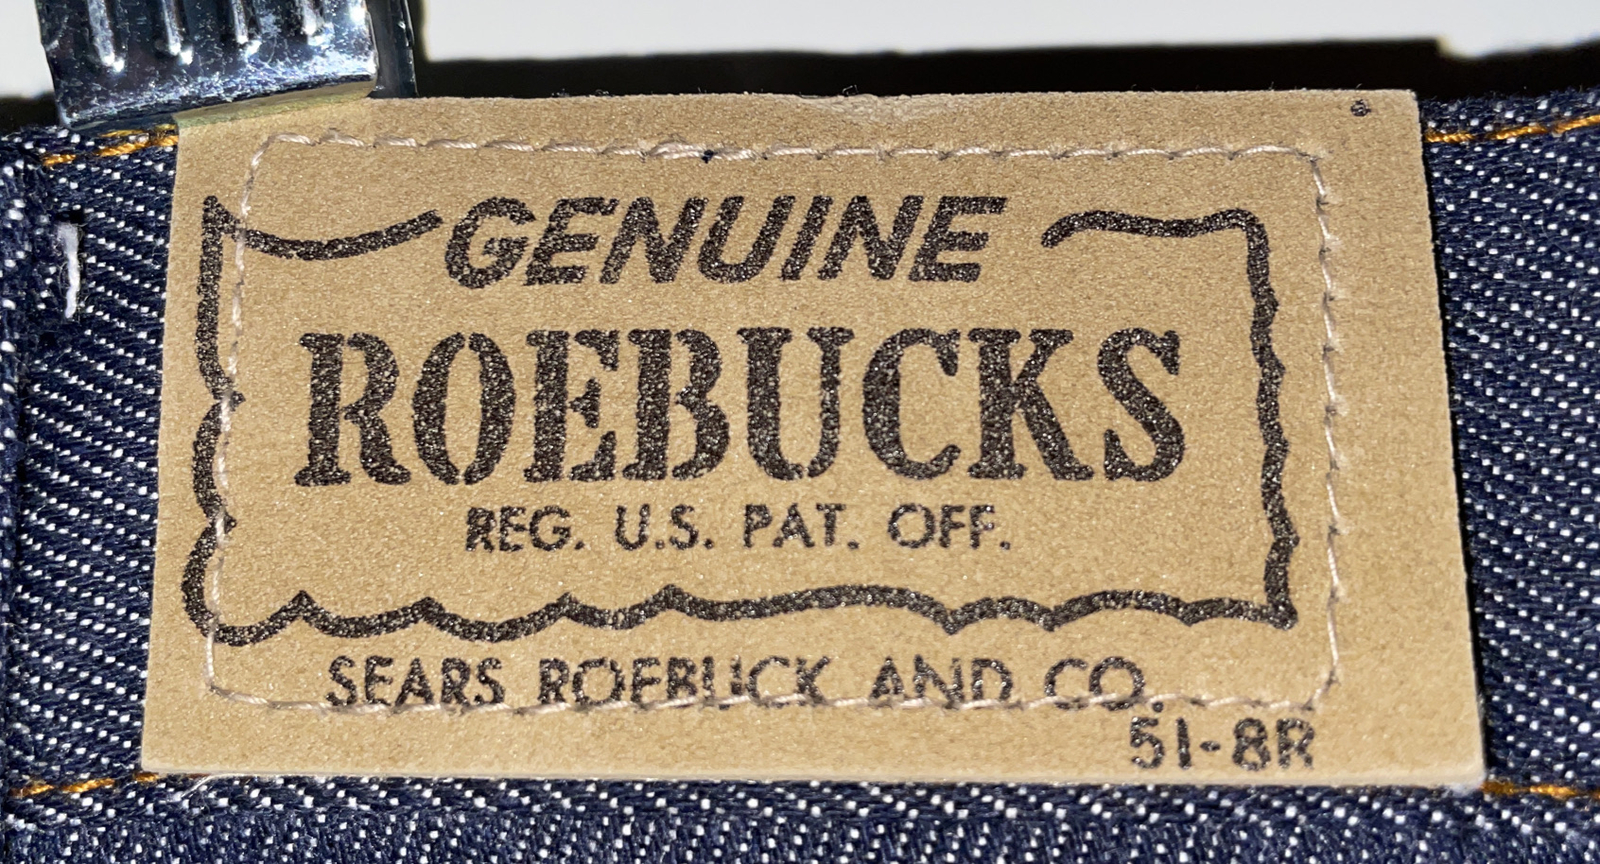 GENUINE
ROEBUCKS
REG. U.S. PAT. OFF.
SEARS ROEBUCK AND CO.
51-8R